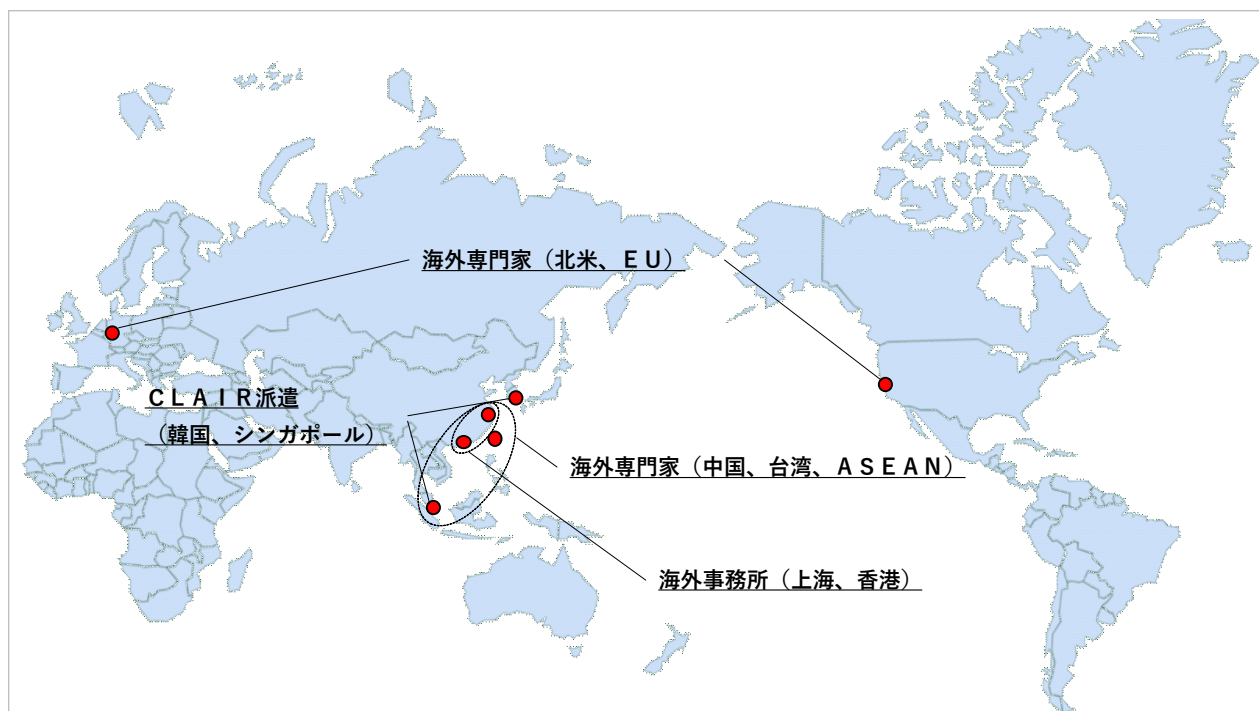 海外専門家（北米、ＥＵ）
ＣＬＡＩＲ派遣
（韓国、シンガポール）
海外専門家（中国、台湾、ＡＳＥＡＮ）
海外事務所（上海、香港）